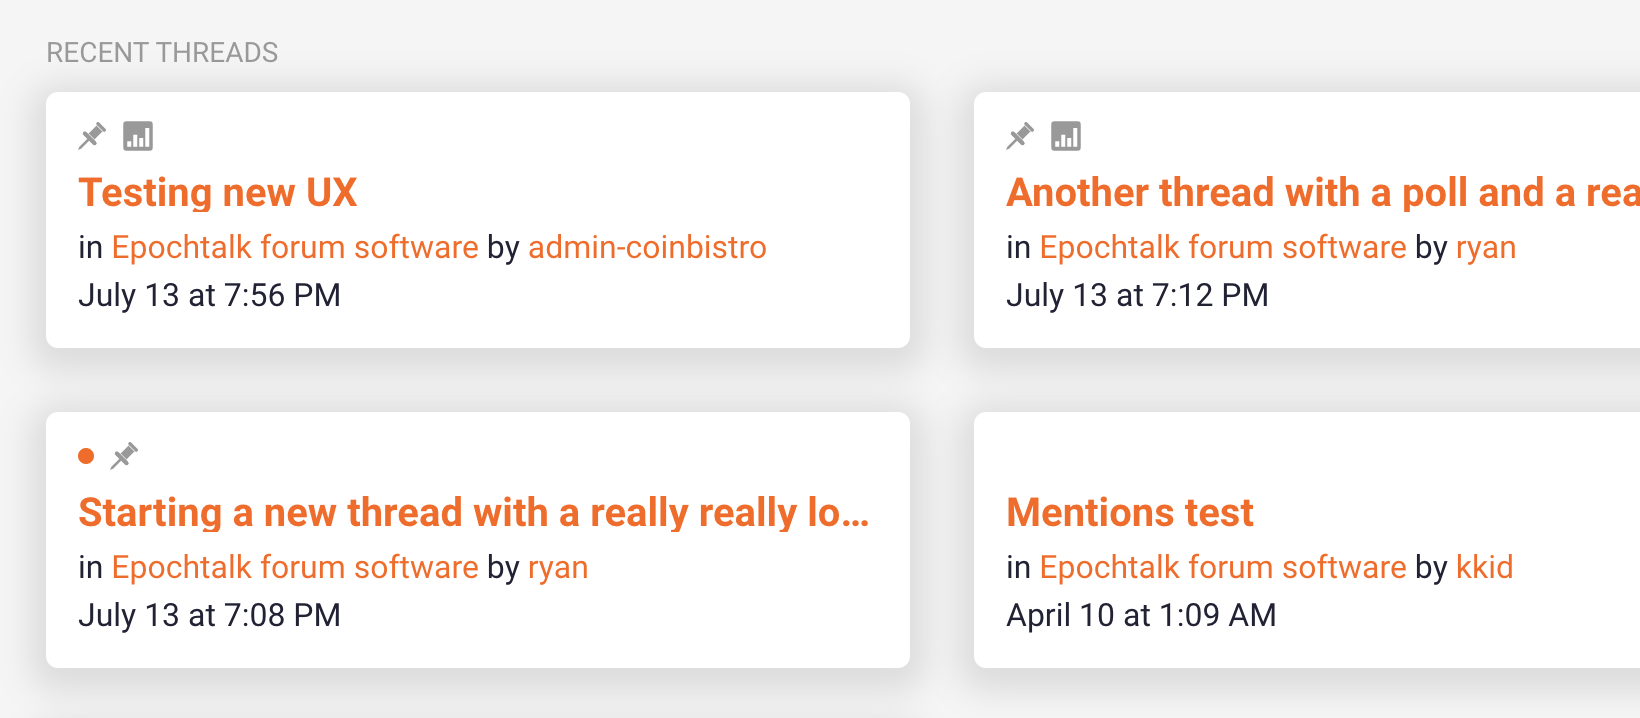 RECENT THREADS
Testing new UX
in Epochtalk forum software by admin-coinbistro
July 13 at 7:56 PM
Another thread with a poll and a rea
in Epochtalk forum software by ryan
July 13 at 7:12 PM
Starting a new thread with a really really lo...
in Epochtalk forum software by ryan
July 13 at 7:08 PM
Mentions test
in Epochtalk forum software by kkid
April 10 at 1:09 AM